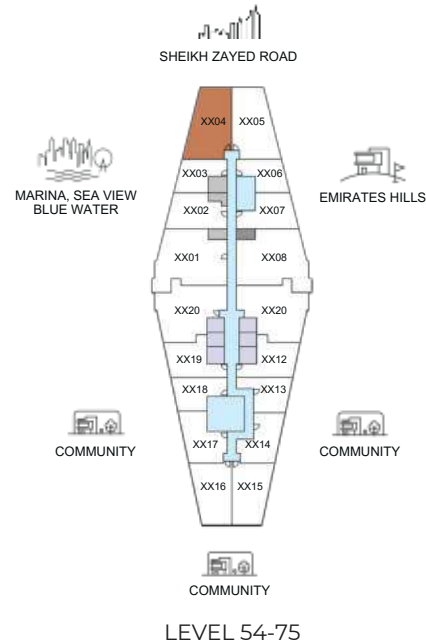 SHEIKH ZAYED ROAD
XX04
XX05
MARINA, SEA VIEW
BLUE WATER
EMIRATES HILLS
XX03
XX06
XX02
XX07
XX01
XX08
XX20
XX20
XX19
XX12
XX18
XX13
COMMUNITY
COMMUNITY
XX17
XX14
XX16
XX15
COMMUNITY
LEVEL 54-75